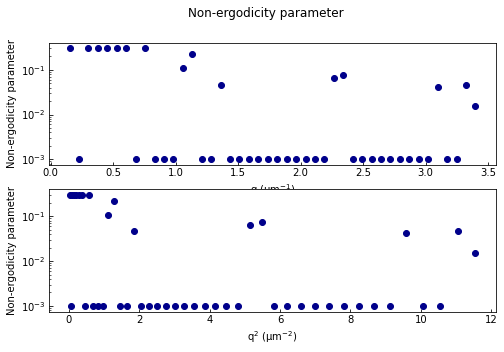 Non-ergodicity parameter
Non-ergodicity parameter
10⁻¹
10⁻²
10⁻³
0.0 0.5 1.0 1.5 2.0 2.5 3.0 3.5
q (μm⁻¹)
Non-ergodicity parameter
10⁻¹
10⁻²
10⁻³
0 2 4 6 8 10 12
q² (μm⁻²)